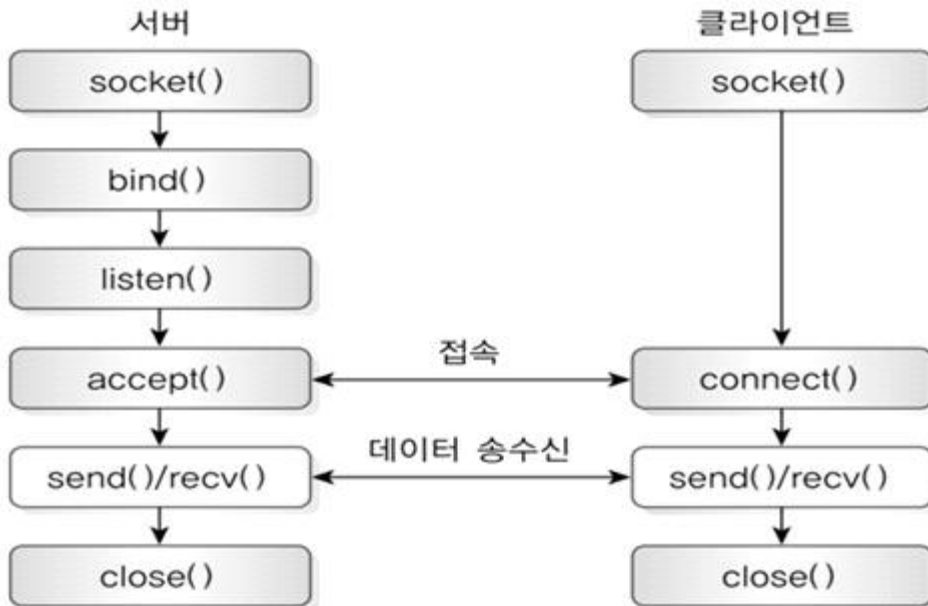 서버
클라이언트
socket()
socket()
bind()
listen()
접속
accept()
connect()
데이터 송수신
send()/recv()
send()/recv()
close()
close()